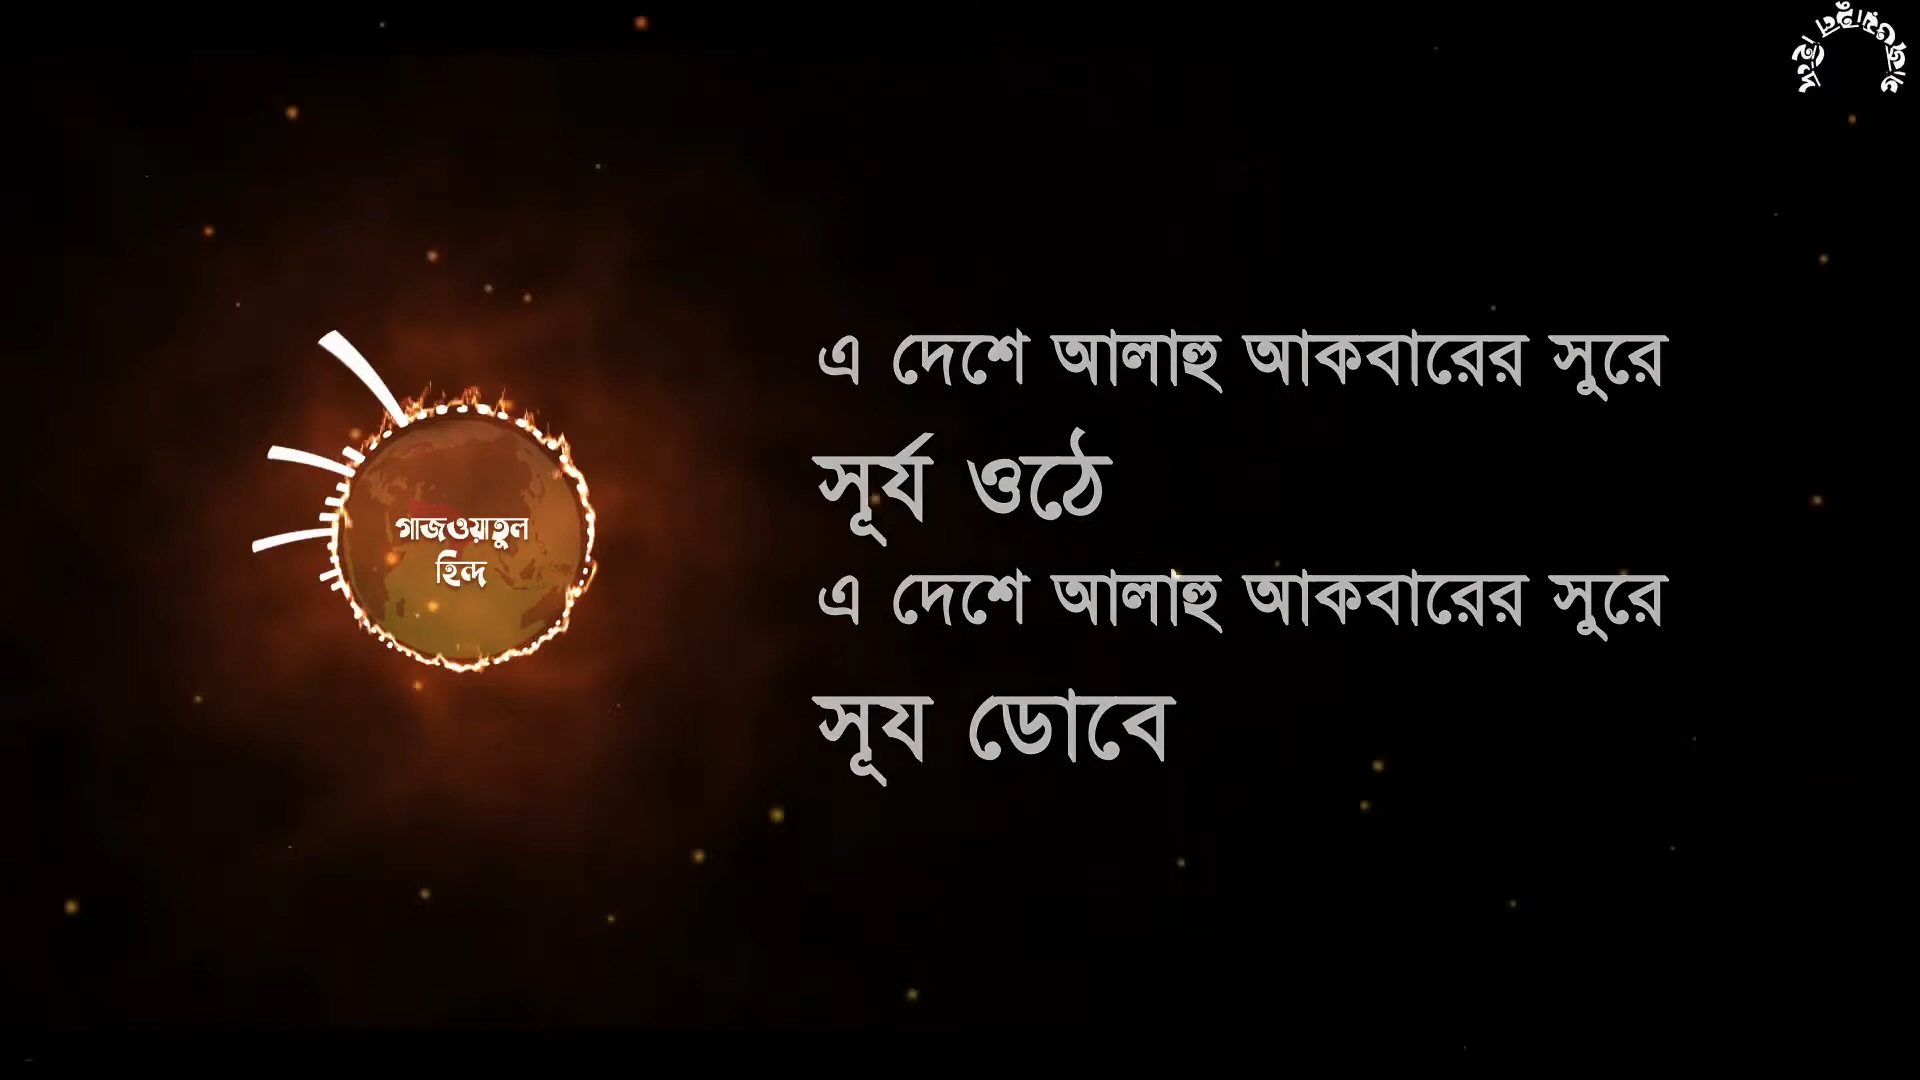 গাজওয়াতুল
হিন্দ
এ দেশে আলাহু আকবারের সুরে
সূর্য ওঠে
এ দেশে আলাহু আকবারের সুরে
সূয ডোবে